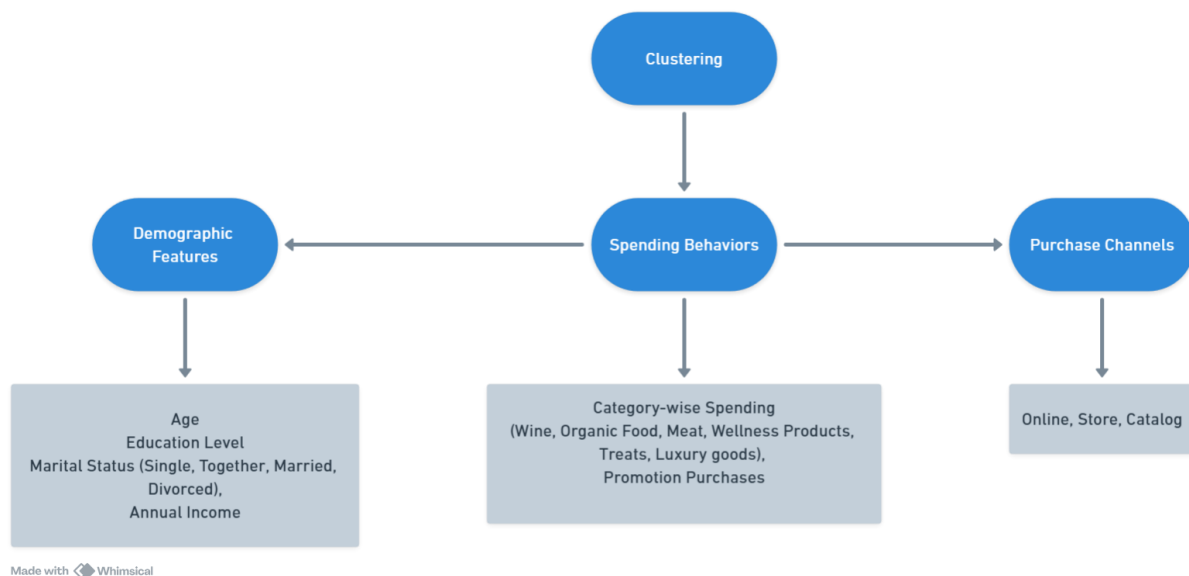 Clustering
Demographic
Features
Spending Behaviors
Purchase Channels
Age
Education Level
Marital Status (Single, Together, Married,
Divorced),
Annual Income
Category-wise Spending
(Wine, Organic Food, Meat, Wellness Products,
Treats, Luxury goods),
Promotion Purchases
Online, Store, Catalog
Made with Whimsical